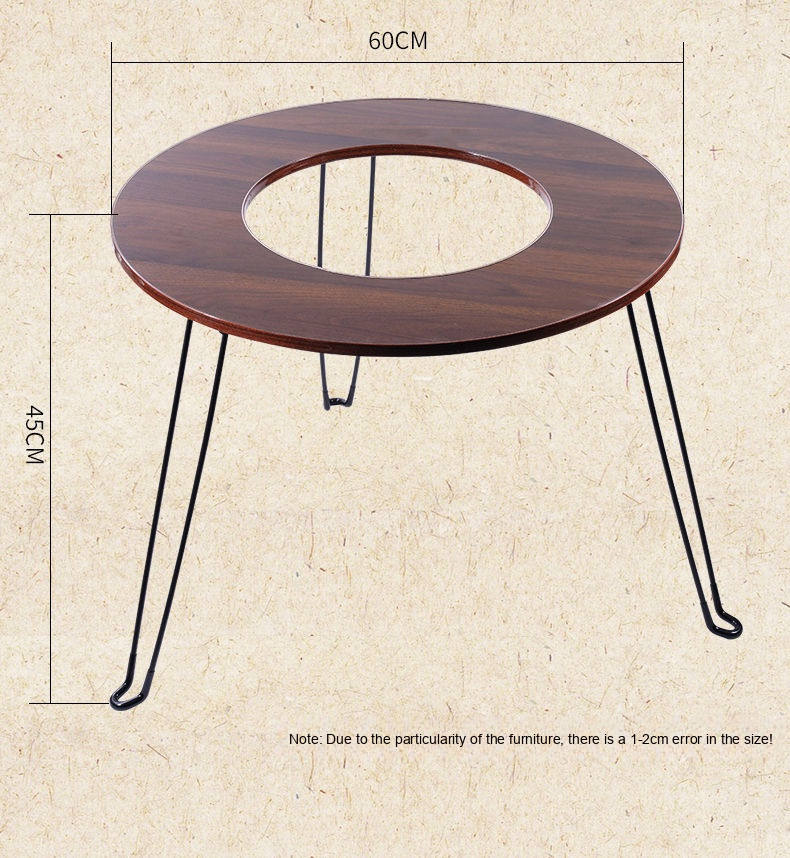 60CM
45CM
Note: Due to the particularity of the furniture, there is a 1-2cm error in the size!